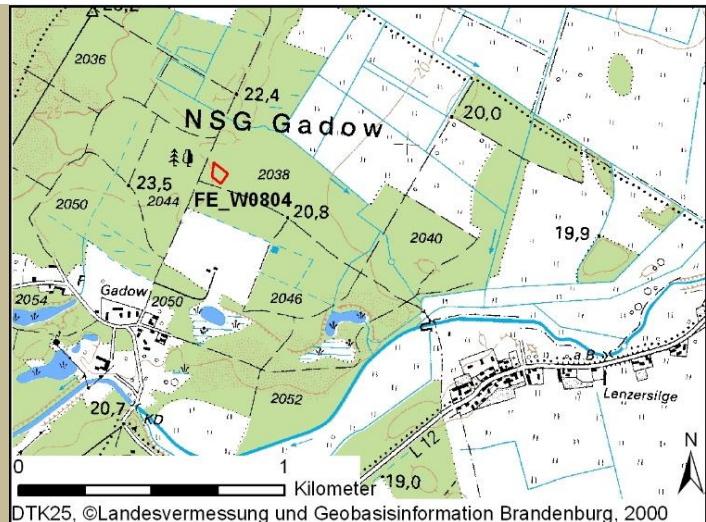 2036
22,4
20,0
NSG Gadow
2038
23,5
2044
FE_W0804
2050
20,8
19,9
2040
F
Gadow
2054
2050
2046
a B
Lenzersilge
2052
20,7
KD
L 12
N
0 1
Kilometer
19,0
DTK25, ©Landesvermessung und Geobasisinformation Brandenburg, 2000